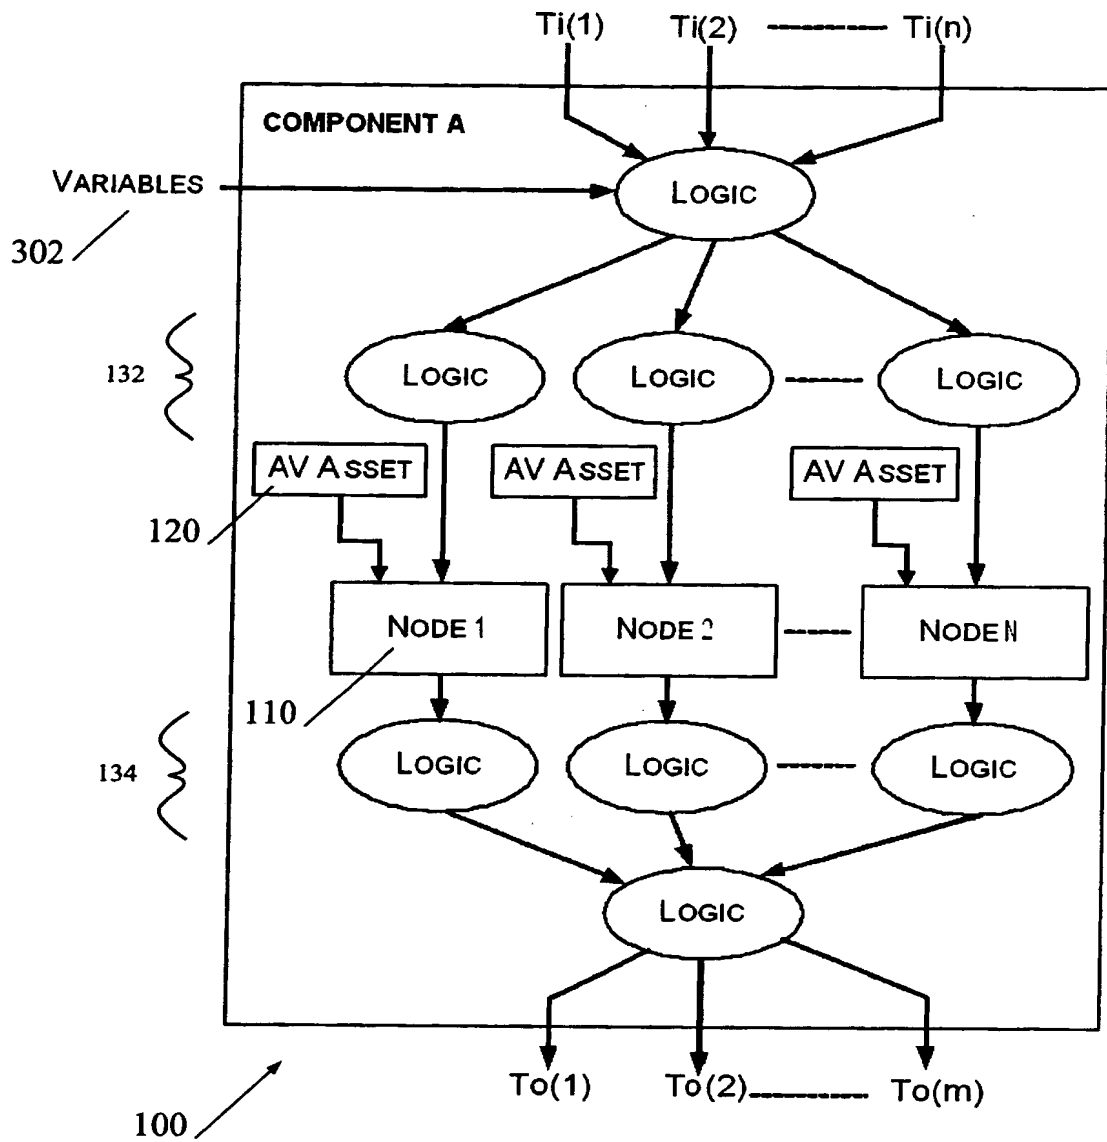 Ti(1) Ti(2) Ti(n)
COMPONENT A
VARIABLES
302
LOGIC
132
LOGIC LOGIC LOGIC
AV ASSET AV ASSET AV ASSET
120
NODE 1 NODE 2 NODE N
110
134
LOGIC LOGIC LOGIC
LOGIC
To(1) To(2) To(m)
100